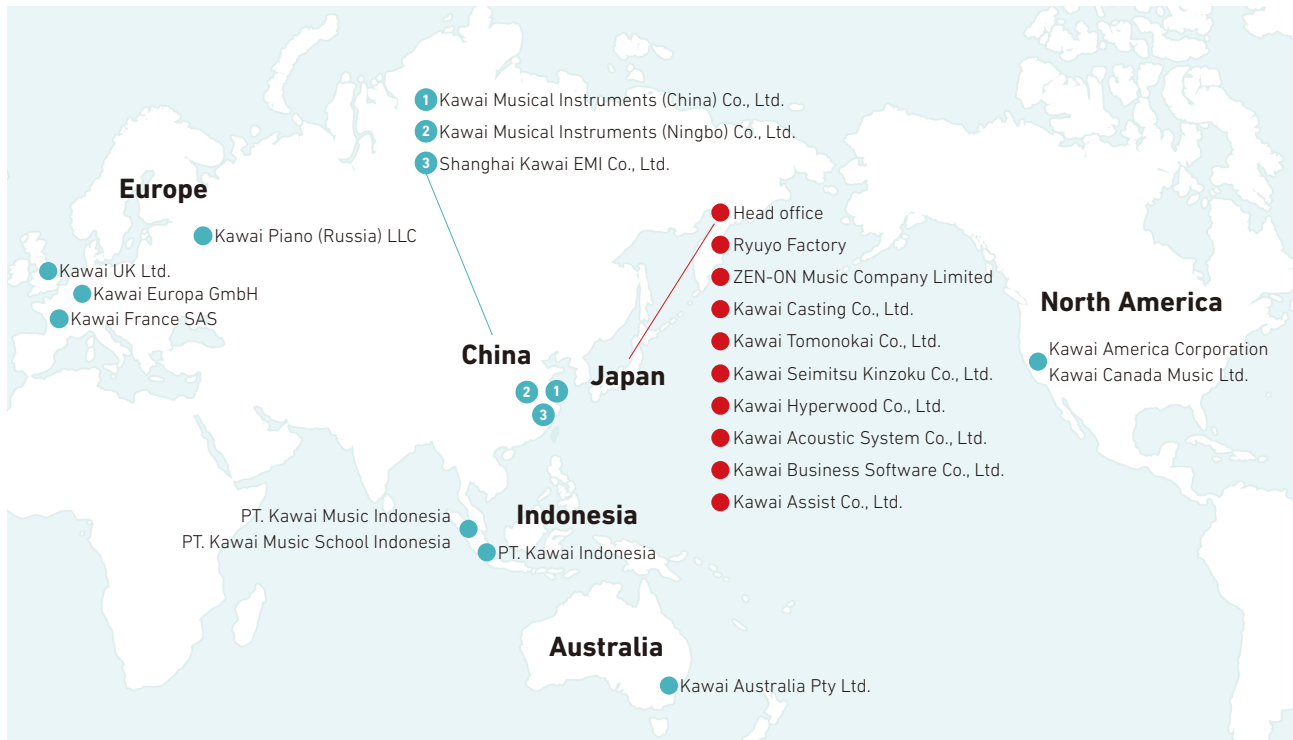 1 Kawai Musical Instruments (China) Co., Ltd.
2 Kawai Musical Instruments (Ningbo) Co., Ltd.
3 Shanghai Kawai EMI Co., Ltd.
Europe
Kawai Piano (Russia) LLC
Kawai UK Ltd.
Kawai Europa GmbH
Kawai France SAS
China
2 1
3
Japan
Head office
Ryuyo Factory
ZEN-ON Music Company Limited
Kawai Casting Co., Ltd.
Kawai Tomonokai Co., Ltd.
Kawai Seimitsu Kinzoku Co., Ltd.
Kawai Hyperwood Co., Ltd.
Kawai Acoustic System Co., Ltd.
Kawai Business Software Co., Ltd.
Kawai Assist Co., Ltd.
North America
Kawai America Corporation
Kawai Canada Music Ltd.
Indonesia
PT. Kawai Music Indonesia
PT. Kawai Music School Indonesia
PT. Kawai Indonesia
Australia
Kawai Australia Pty Ltd.